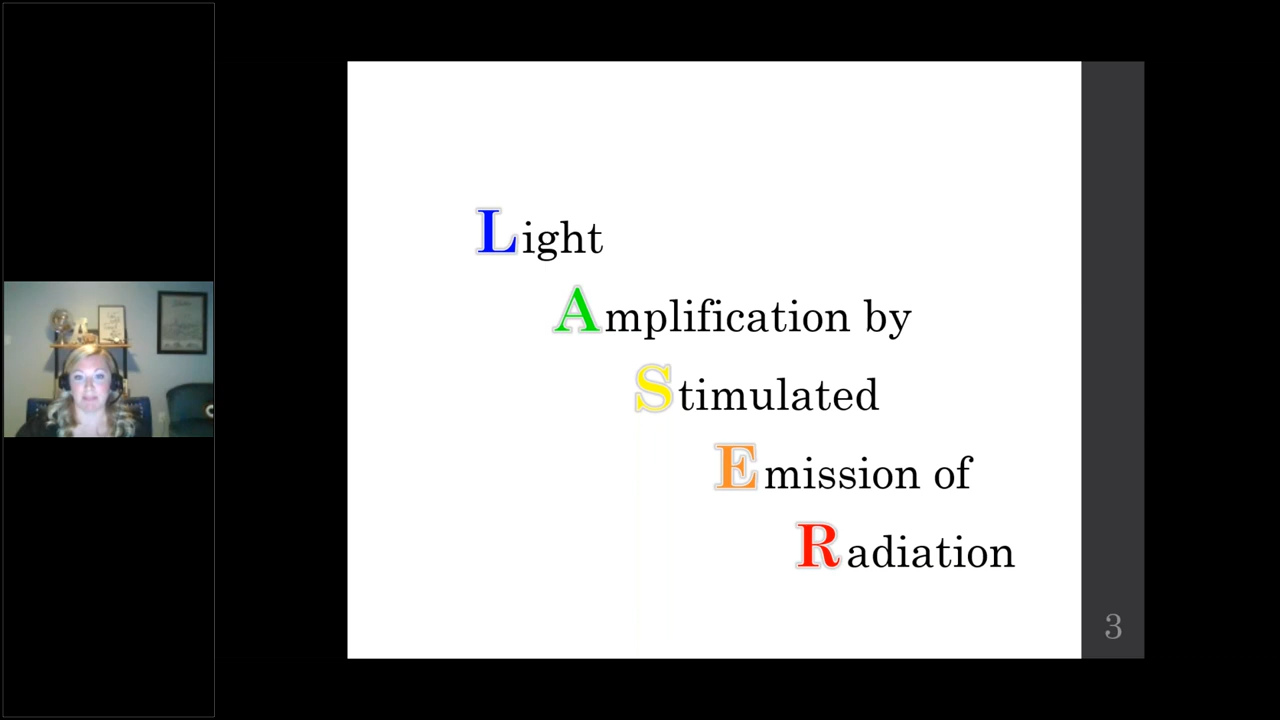 Light
Amplification by
Stimulated
Emission of
Radiation
3